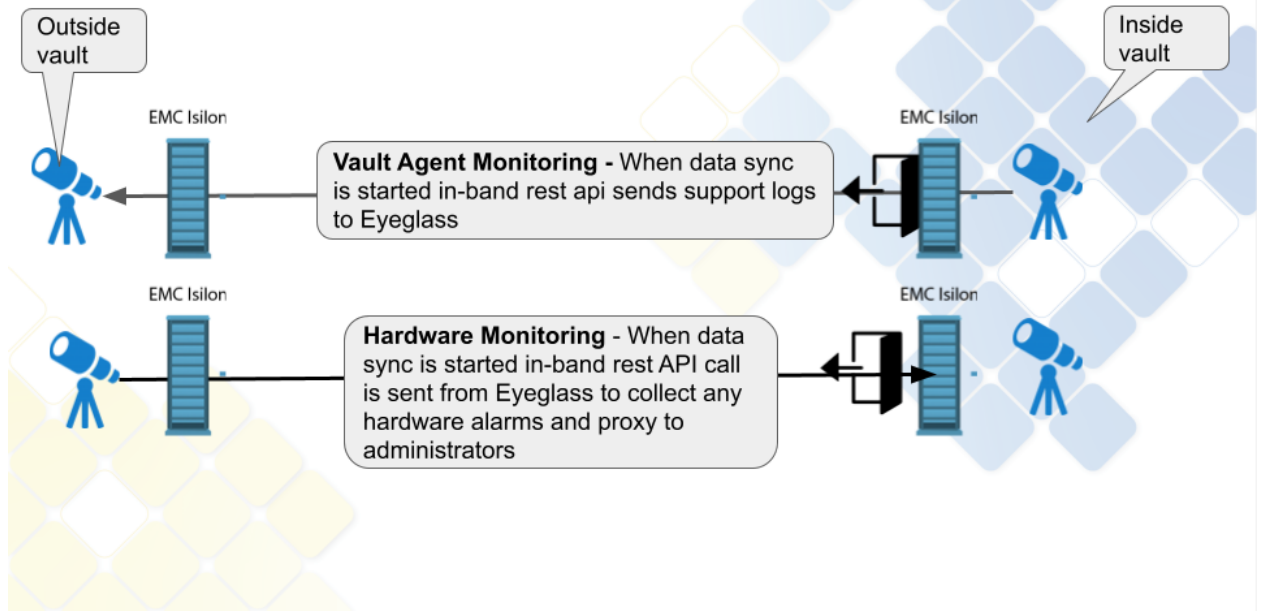 Outside
vault
Inside
vault
EMC Isilon
EMC Isilon
Vault Agent Monitoring - When data sync
is started in-band rest api sends support logs
to Eyeglass
EMC Isilon
EMC Isilon
Hardware Monitoring - When data
sync is started in-band rest API call
is sent from Eyeglass to collect any
hardware alarms and proxy to
administrators